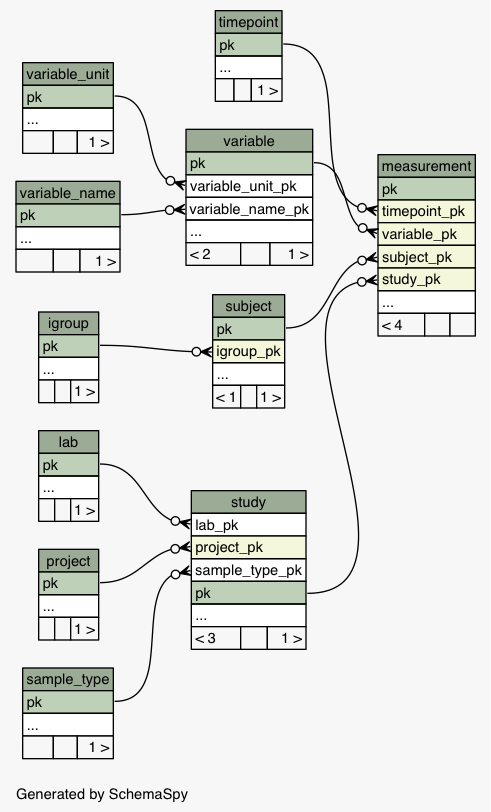 timepoint
pk
...
1 >
variable_unit
pk
...
1 >
variable
pk
variable_unit_pk
variable_name_pk
...
< 2 1 >
measurement
pk
timepoint_pk
variable_pk
subject_pk
study_pk
...
< 4
variable_name
pk
...
1 >
subject
pk
igroup_pk
...
< 1 1 >
igroup
pk
...
1 >
lab
pk
...
1 >
study
lab_pk
project_pk
sample_type_pk
pk
...
< 3 1 >
project
pk
...
1 >
sample_type
pk
...
1 >
Generated by SchemaSpy